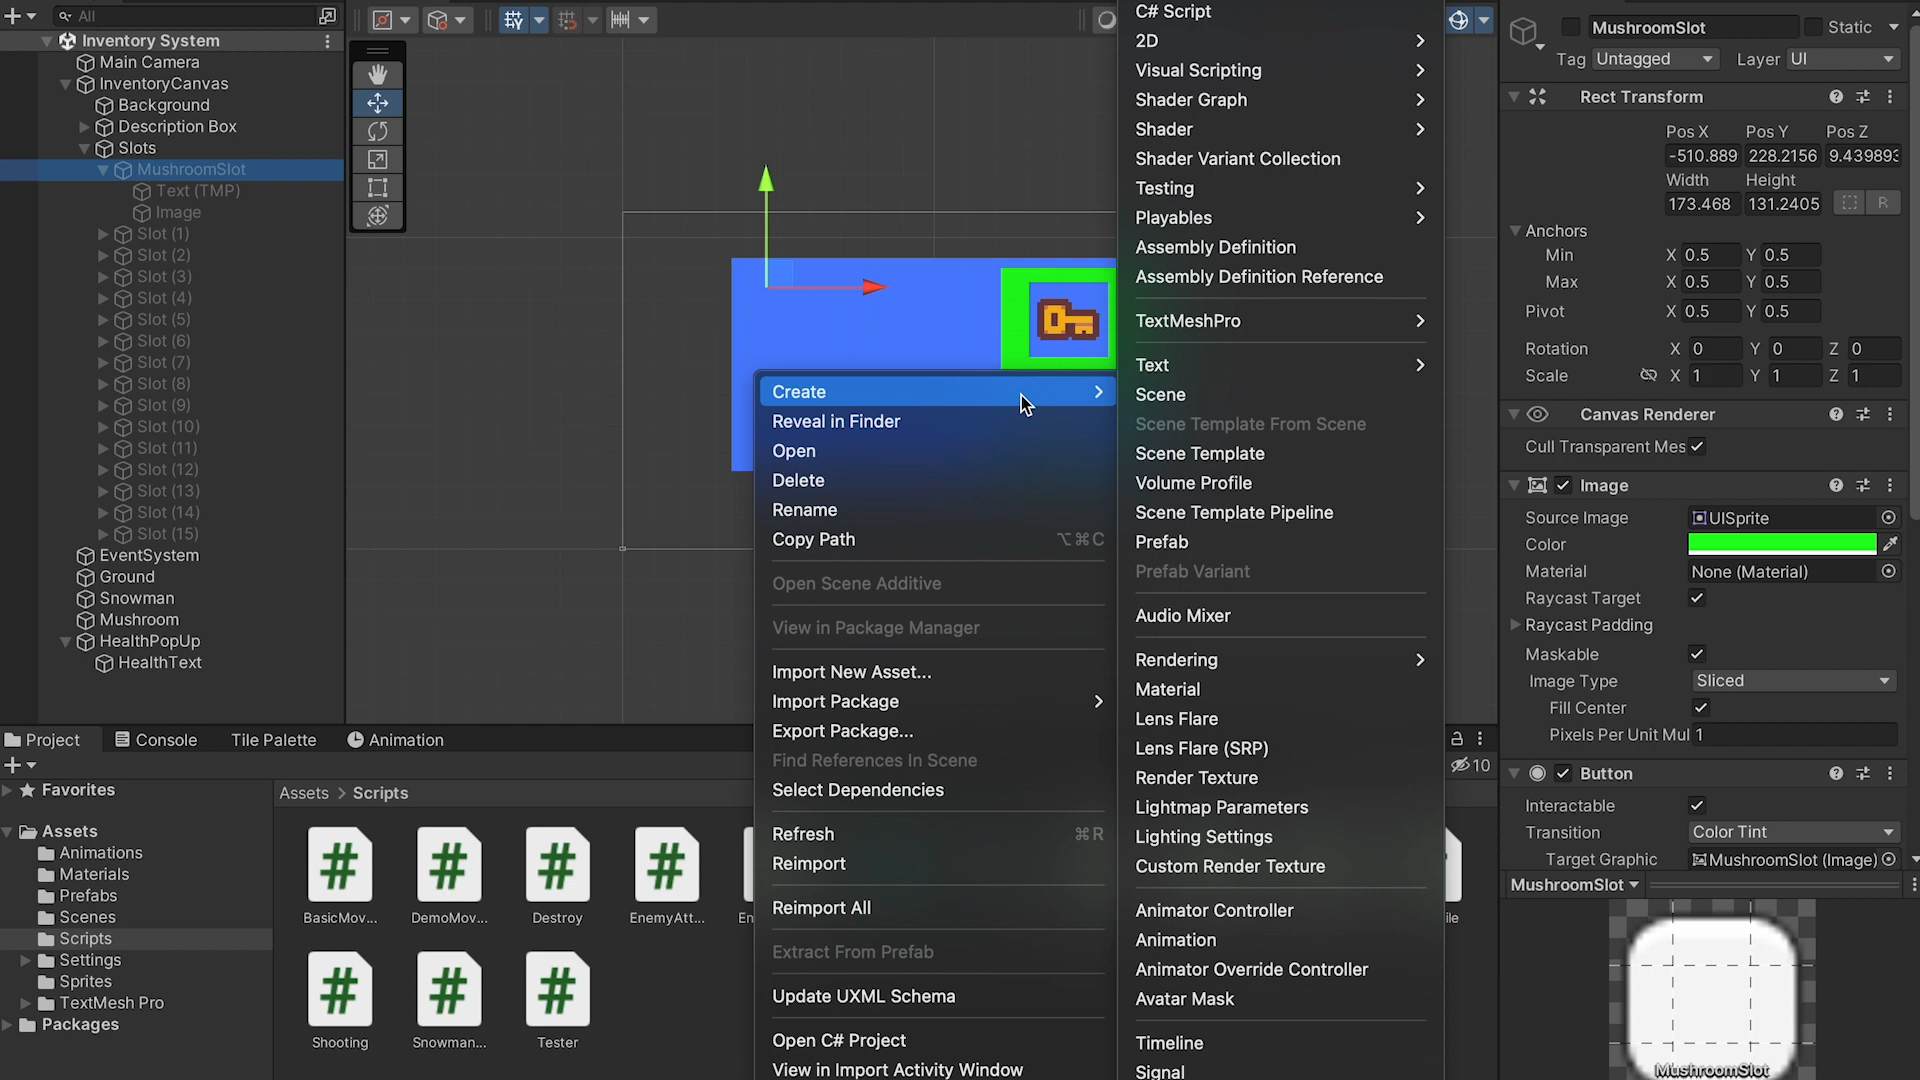 All
Inventory System
Main Camera
InventoryCanvas
Background
Description Box
Slots
MushroomSlot
Text (TMP)
Image
Slot (1)
Slot (2)
Slot (3)
Slot (4)
Slot (5)
Slot (6)
Slot (7)
Slot (8)
Slot (9)
Slot (10)
Slot (11)
Slot (12)
Slot (13)
Slot (14)
Slot (15)
EventSystem
Ground
Snowman
Mushroom
HealthPopUp
HealthText
Create
Reveal in Finder
Open
Delete
Rename
Copy Path ⌥⌘C
Open Scene Additive
View in Package Manager
Import New Asset...
Import Package
Export Package...
Find References In Scene
Select Dependencies
Refresh ⌘R
Reimport
Reimport All
Extract From Prefab
Update UXML Schema
Open C# Project
View in Import Activity Window
C# Script
2D
Visual Scripting
Shader Graph
Shader
Shader Variant Collection
Testing
Playables
Assembly Definition
Assembly Definition Reference
TextMeshPro
Text
Scene
Scene Template From Scene
Scene Template
Volume Profile
Scene Template Pipeline
Prefab
Prefab Variant
Audio Mixer
Rendering
Material
Lens Flare
Lens Flare (SRP)
Render Texture
Lightmap Parameters
Lighting Settings
Custom Render Texture
Animator Controller
Animation
Animator Override Controller
Avatar Mask
Timeline
Signal
MushroomSlot Static
Tag Untagged Layer UI
Rect Transform
Pos X Pos Y Pos Z
-510.889 228.2156 9.439893
Width Height
173.468 131.2405 R
Anchors
Min X 0.5 Y 0.5
Max X 0.5 Y 0.5
Pivot X 0.5 Y 0.5
Rotation X 0 Y 0 Z 0
Scale X 1 Y 1 Z 1
Canvas Renderer
Cull Transparent Mes
Image
Source Image UISprite
Color
Material None (Material)
Raycast Target
Raycast Padding
Maskable
Image Type Sliced
Fill Center
Pixels Per Unit Mul 1
Button
Interactable
Transition Color Tint
Target Graphic MushroomSlot (Image)
MushroomSlot
MushroomSlot
Project Console Tile Palette Animation
10
Favorites
Assets
Animations
Materials
Prefabs
Scenes
Scripts
Settings
Sprites
TextMesh Pro
Packages
Assets > Scripts
BasicMov... DemoMov... Destroy EnemyAtt... En ile
Shooting Snowman... Tester